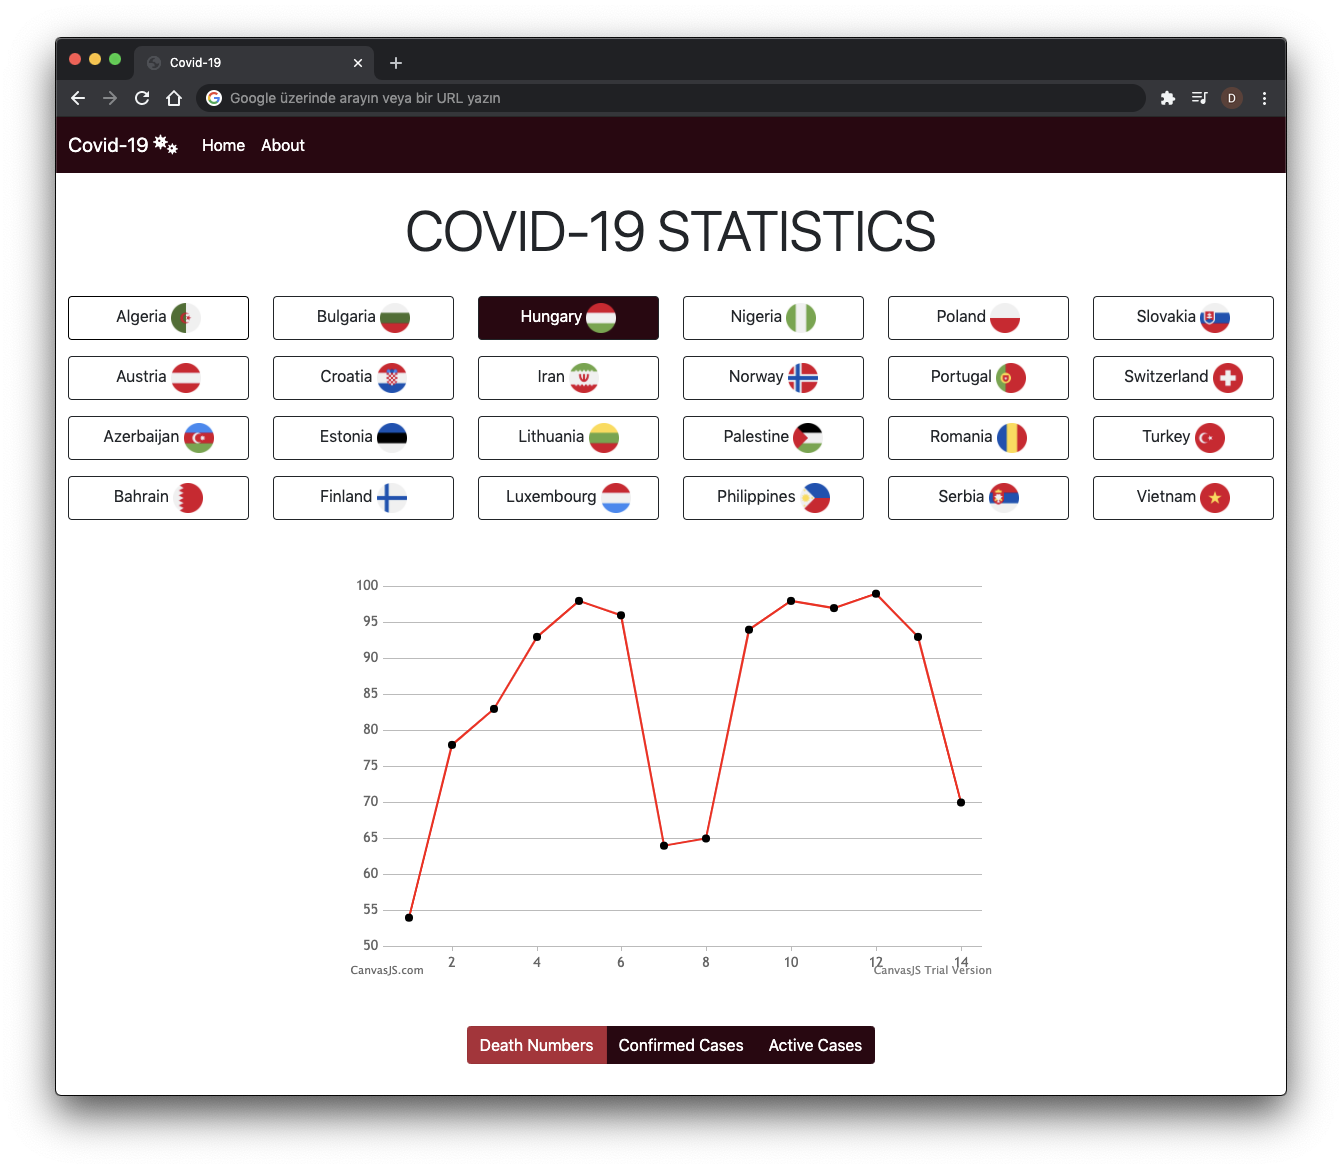 Covid-19
Google üzerinde arayın veya bir URL yazın
D
Covid-19 Home About
COVID-19 STATISTICS
Algeria Bulgaria Hungary Nigeria Poland Slovakia
Austria Croatia Iran Norway Portugal Switzerland
Azerbaijan Estonia Lithuania Palestine Romania Turkey
Bahrain Finland Luxembourg Philippines Serbia Vietnam
100
95
90
85
80
75
70
65
60
55
50
2 4 6 8 10 12 14
CanvasJS.com CanvasJS Trial Version
Death Numbers Confirmed Cases Active Cases